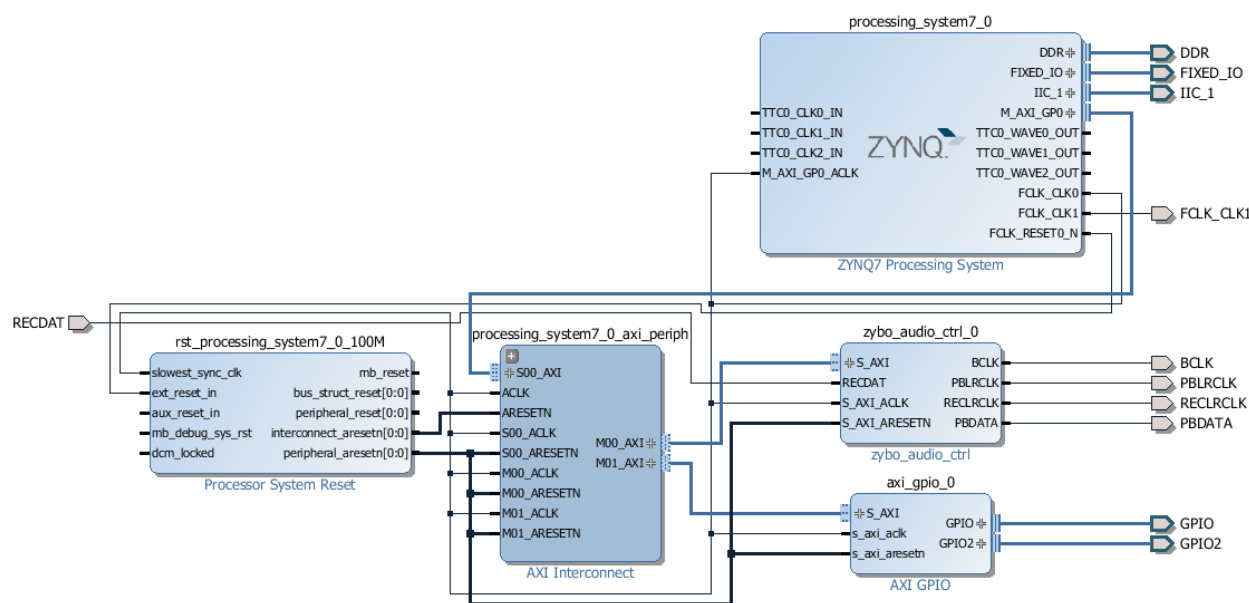 processing_system7_0
DDR
FIXED_IO
IIC_1
M_AXI_GP0
TTC0_CLK0_IN
TTC0_CLK1_IN
TTC0_CLK2_IN
M_AXI_GP0_ACLK
ZYNQ
TTC0_WAVE0_OUT
TTC0_WAVE1_OUT
TTC0_WAVE2_OUT
FCLK_CLK0
FCLK_CLK1
FCLK_RESET0_N
ZYNQ7 Processing System
DDR
FIXED_IO
IIC_1
FCLK_CLK1
RECDAT
rst_processing_system7_0_100M
slowest_sync_clk
ext_reset_in
aux_reset_in
mb_debug_sys_rst
dcm_locked
mb_reset
bus_struct_reset[0:0]
peripheral_reset[0:0]
interconnect_aresetn[0:0]
peripheral_aresetn[0:0]
Processor System Reset
processing_system7_0_axi_periph
S00_AXI
ACLK
ARESETN
S00_ACLK
S00_ARESETN
M00_ACLK
M00_ARESETN
M01_ACLK
M01_ARESETN
M00_AXI
M01_AXI
AXI Interconnect
zybo_audio_ctrl_0
S_AXI
RECDAT
S_AXI_ACLK
S_AXI_ARESETN
BCLK
PBLRCLK
RECLRCLK
PBDATA
zybo_audio_ctrl
BCLK
PBLRCLK
RECLRCLK
PBDATA
axi_gpio_0
S_AXI
s_axi_aclk
s_axi_aresetn
GPIO
GPIO2
AXI GPIO
GPIO
GPIO2